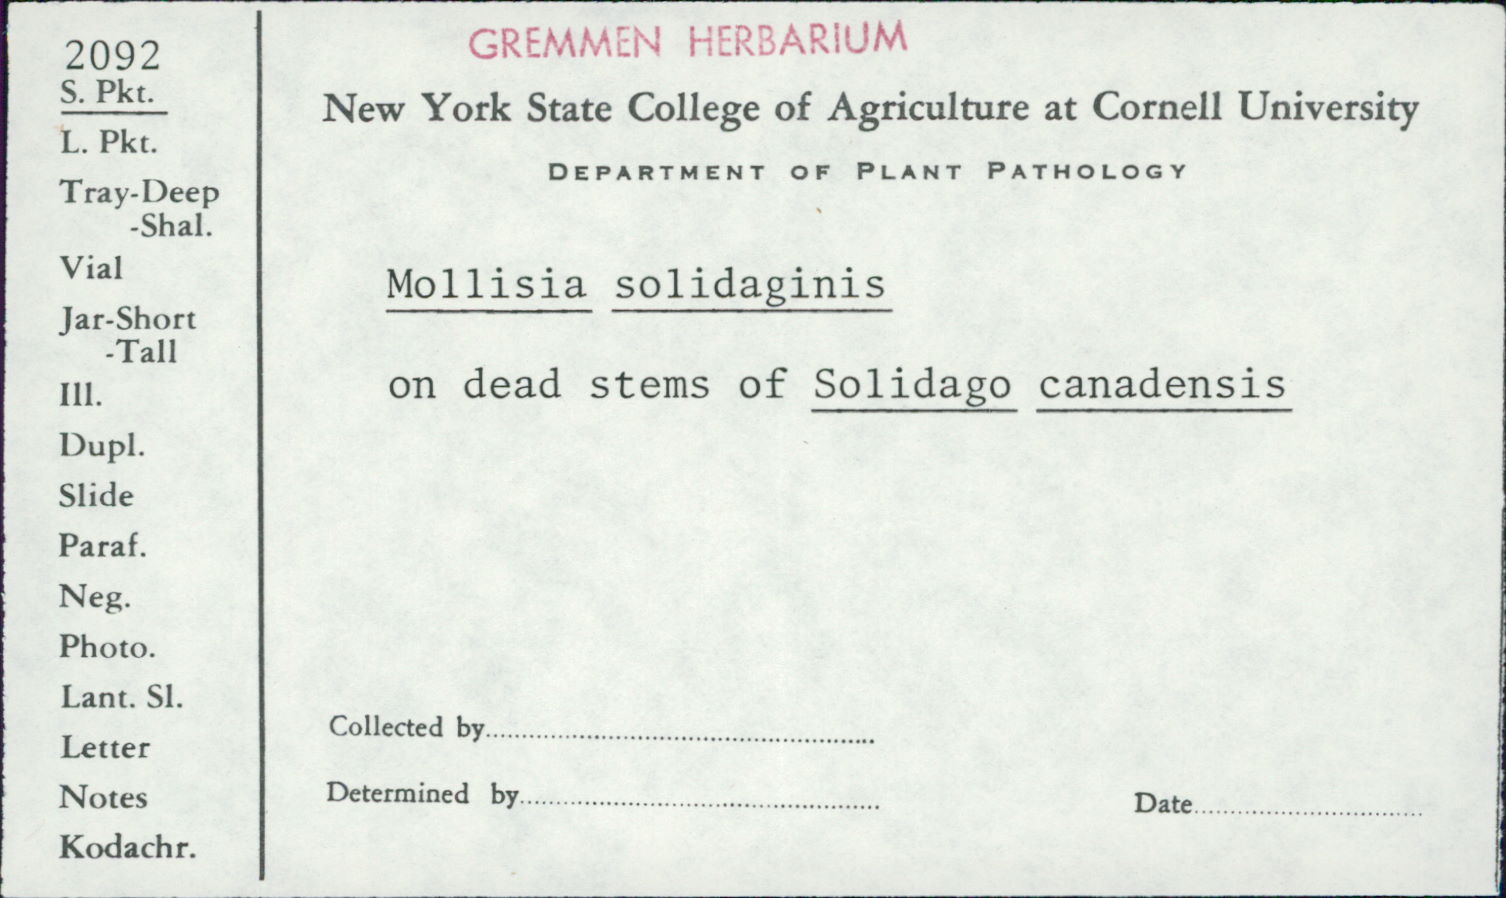 2092
S. Pkt.
L. Pkt.
Tray-Deep
-Shal.
Vial
Jar-Short
-Tall
Ill.
Dupl.
Slide
Paraf.
Neg.
Photo.
Lant. Sl.
Letter
Notes
Kodachr.
GREMMEN HERBARIUM
New York State College of Agriculture at Cornell University
DEPARTMENT OF PLANT PATHOLOGY
Mollisia solidaginis
on dead stems of Solidago canadensis
Collected by
Determined by
Date